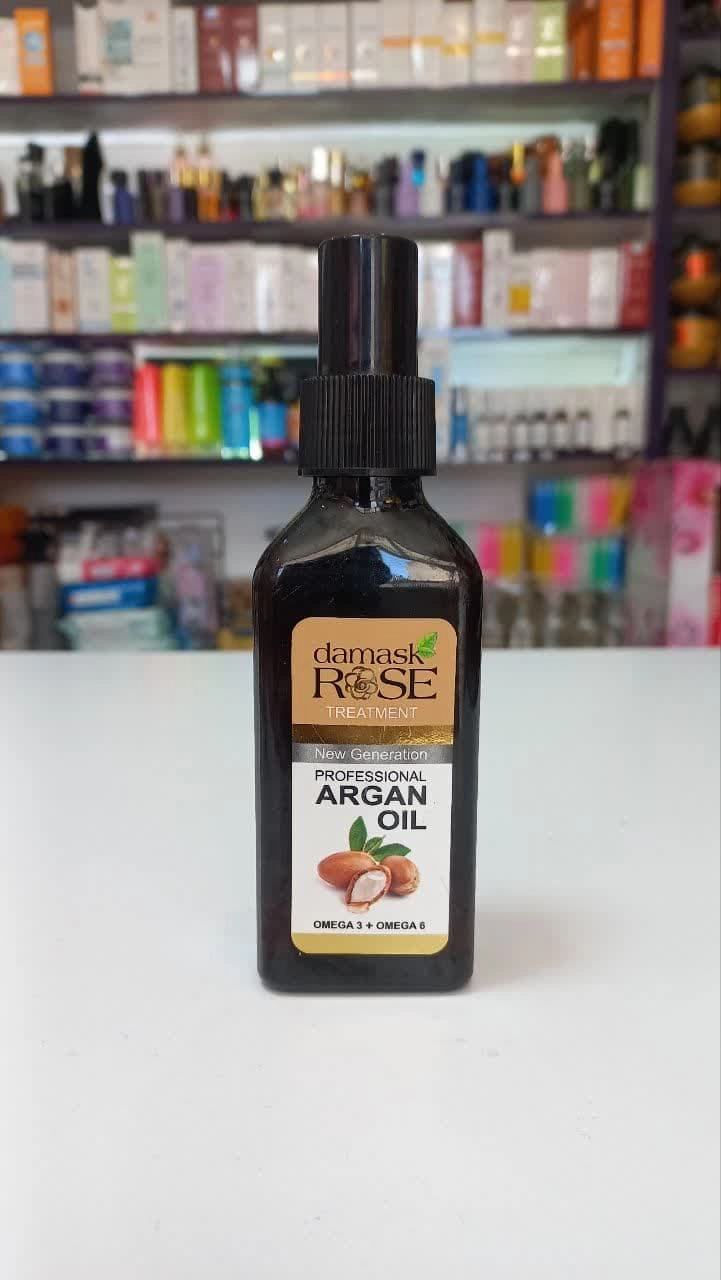 damask
ROSE
TREATMENT
New Generation
PROFESSIONAL
ARGAN
OIL
OMEGA 3 + OMEGA 6